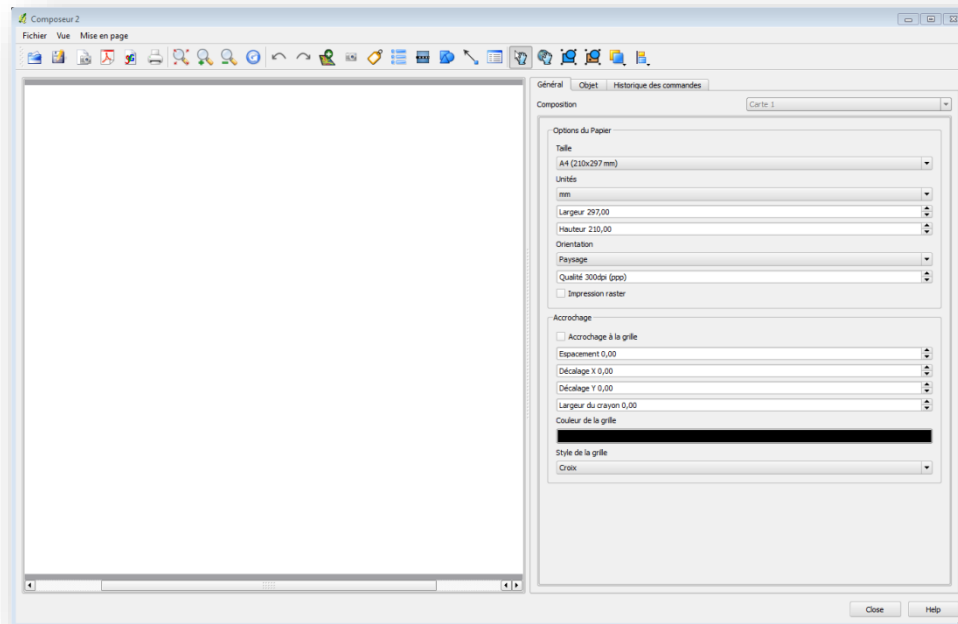 Composeur 2
Fichier Vue Mise en page
Général Objet Historique des commandes
Composition Carte 1
Options du Papier
Taille
A4 (210x297 mm)
Unités
mm
Largeur 297,00
Hauteur 210,00
Orientation
Paysage
Qualité 300dpi (ppp)
Impression raster
Accrochage
Accrochage à la grille
Espacement 0,00
Décalage X 0,00
Décalage Y 0,00
Largeur du crayon 0,00
Couleur de la grille
Style de la grille
Croix
Close Help